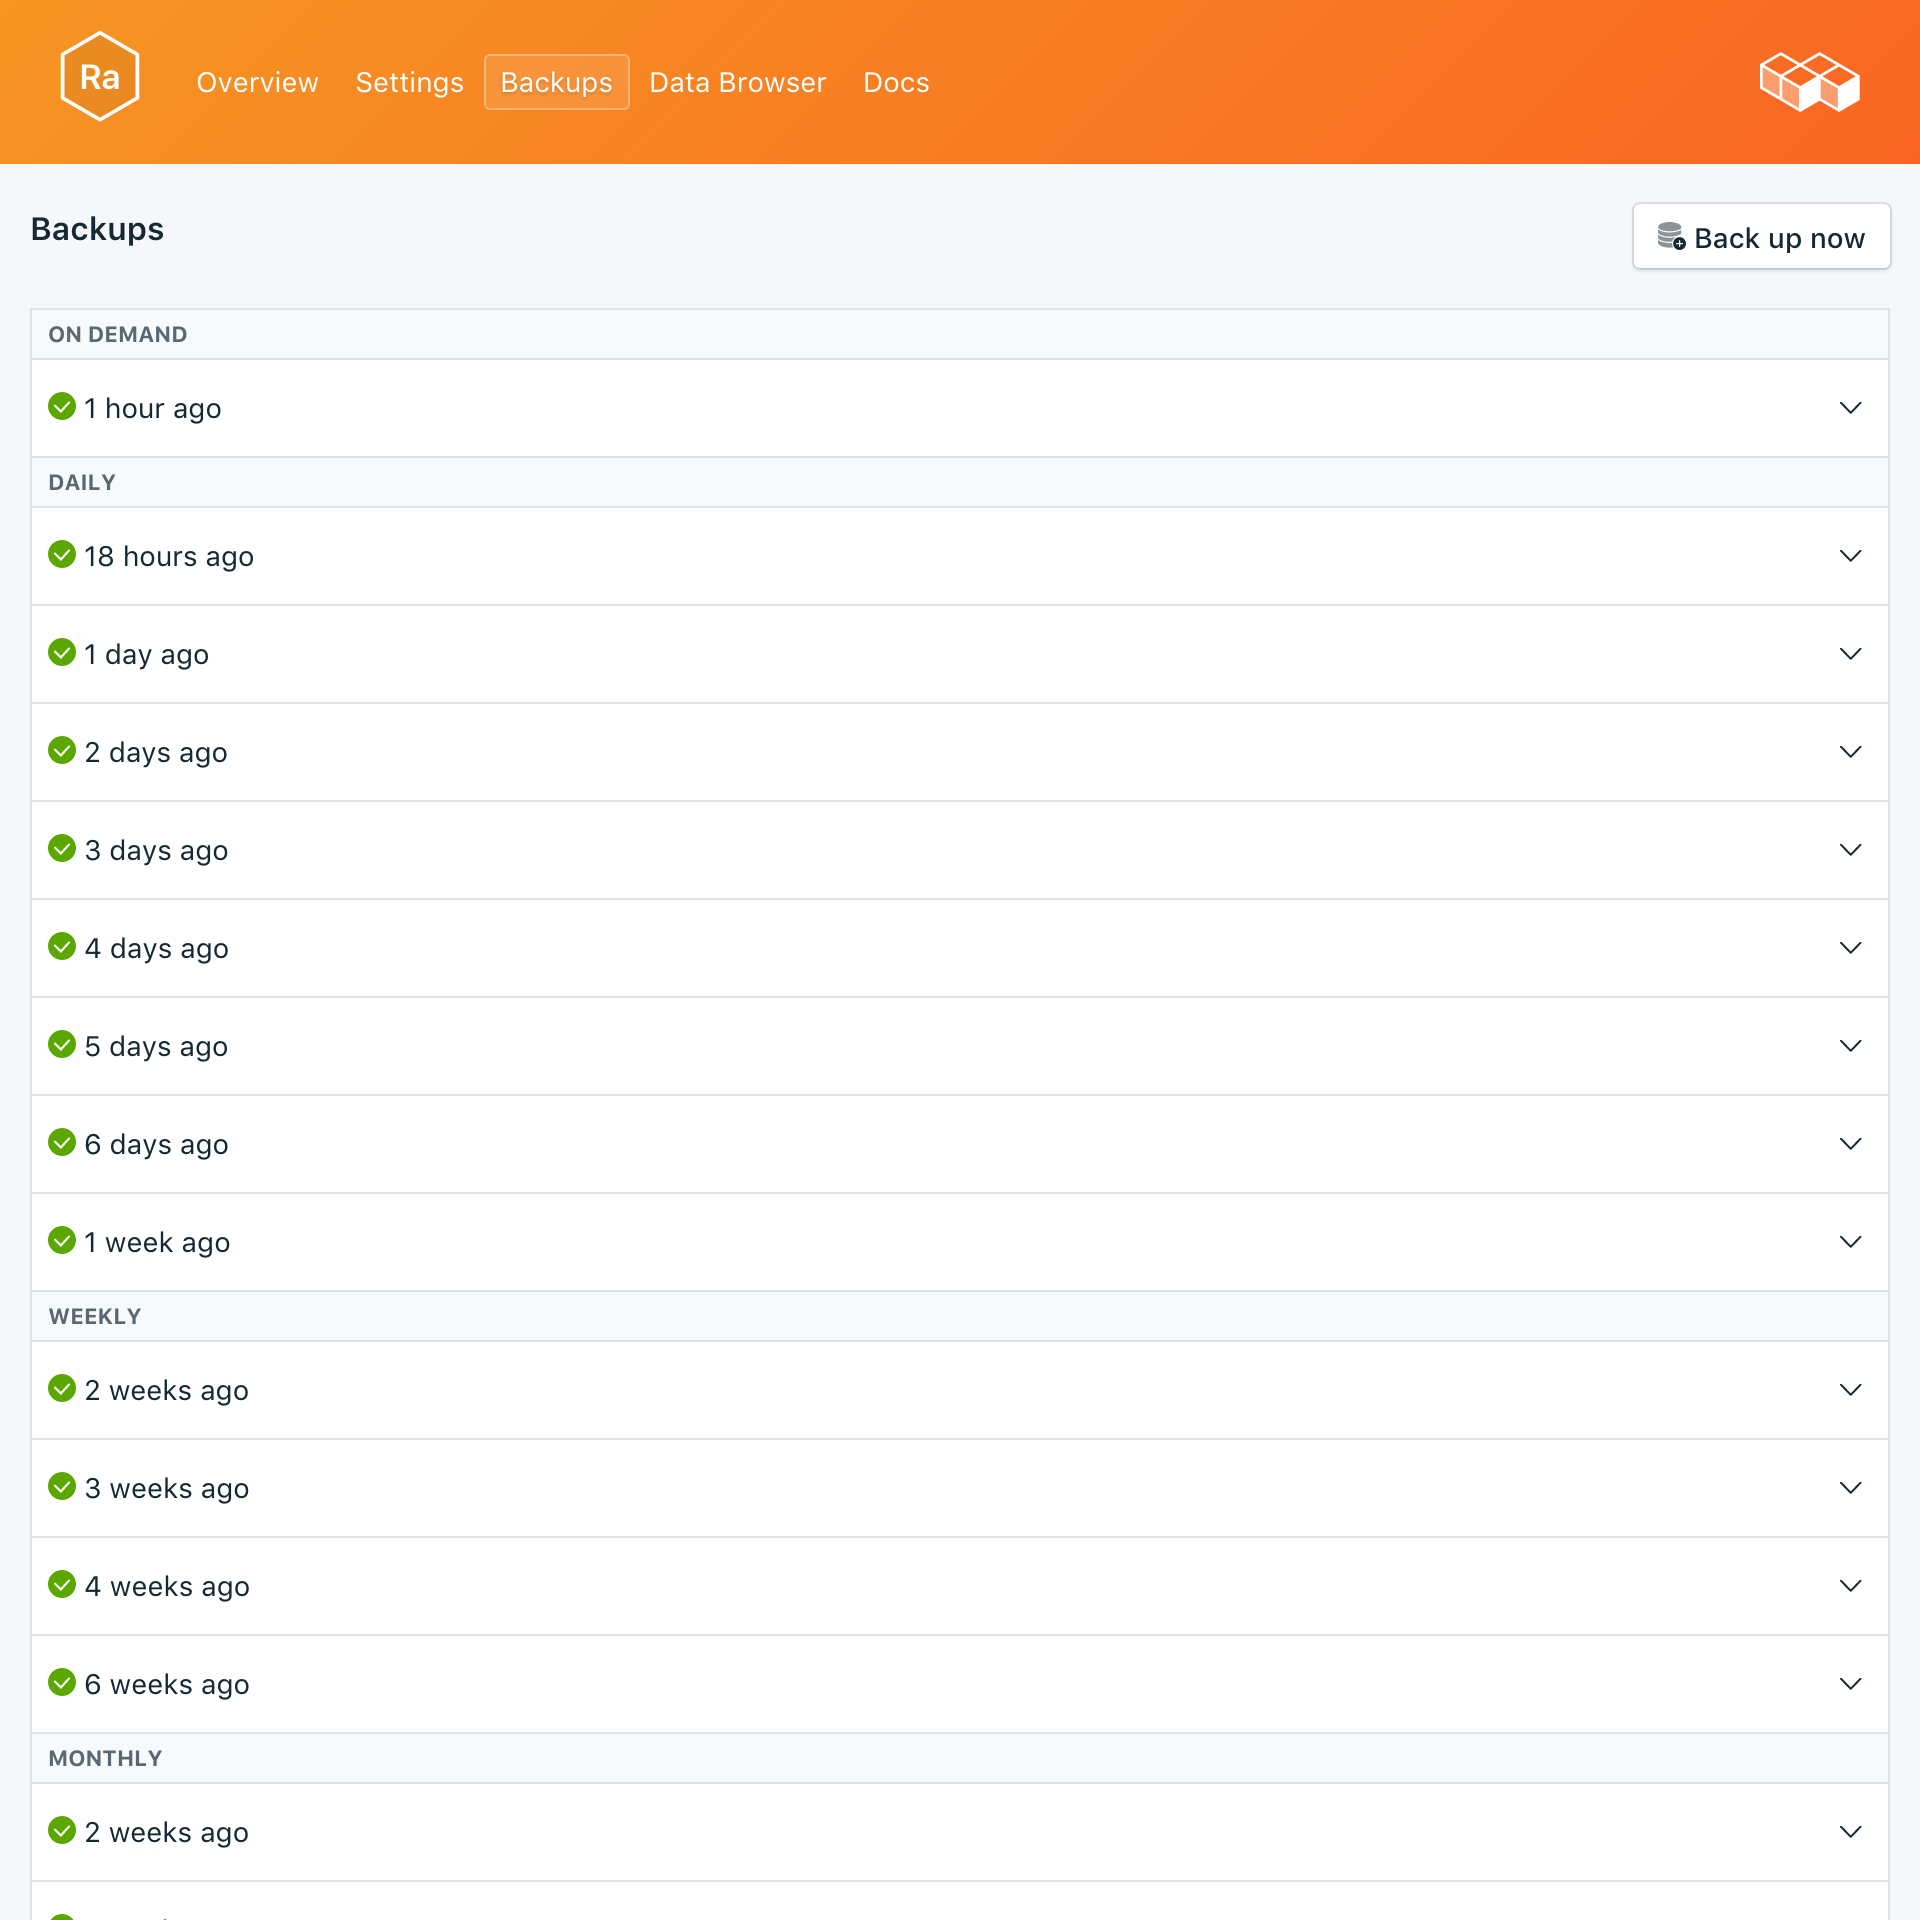 Ra
Overview Settings Backups Data Browser Docs
Backups
Back up now
ON DEMAND
1 hour ago
DAILY
18 hours ago
1 day ago
2 days ago
3 days ago
4 days ago
5 days ago
6 days ago
1 week ago
WEEKLY
2 weeks ago
3 weeks ago
4 weeks ago
6 weeks ago
MONTHLY
2 weeks ago